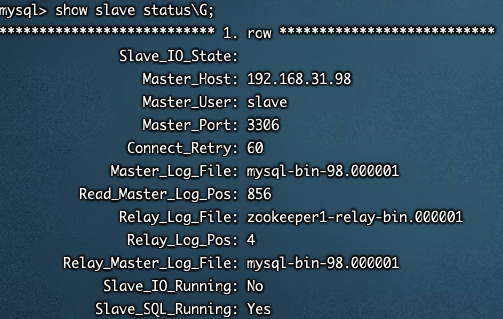 mysql> show slave status\G;
*************************** 1. row ***************************
Slave_IO_State:
Master_Host: 192.168.31.98
Master_User: slave
Master_Port: 3306
Connect_Retry: 60
Master_Log_File: mysql-bin-98.000001
Read_Master_Log_Pos: 856
Relay_Log_File: zookeeper1-relay-bin.000001
Relay_Log_Pos: 4
Relay_Master_Log_File: mysql-bin-98.000001
Slave_IO_Running: No
Slave_SQL_Running: Yes